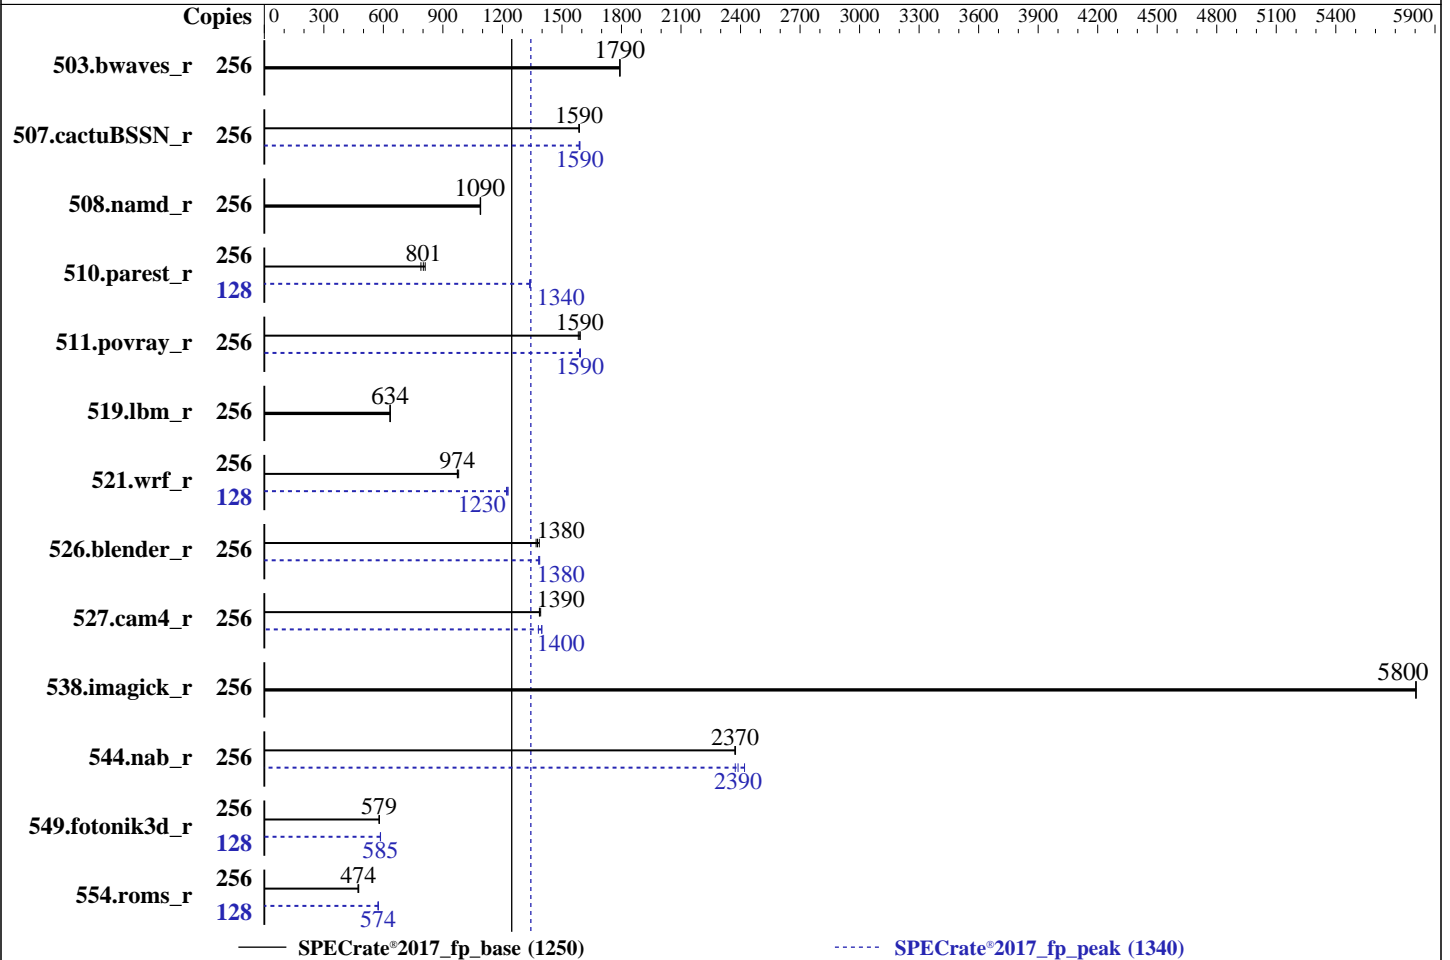 Copies 0 300 600 900 1200 1500 1800 2100 2400 2700 3000 3300 3600 3900 4200 4500 4800 5100 5400 5900
503.bwaves_r 256 1790
507.cactuBSSN_r 256 1590
1590
508.namd_r 256 1090
510.parest_r 256 801
128 1340
511.povray_r 256 1590
1590
519.lbm_r 256 634
521.wrf_r 256 974
128 1230
526.blender_r 256 1380
1380
527.cam4_r 256 1390
1400
538.imagick_r 256 5800
544.nab_r 256 2370
2390
549.fotonik3d_r 256 579
128 585
554.roms_r 256 474
128 574
SPECrate®2017_fp_base (1250) SPECrate®2017_fp_peak (1340)